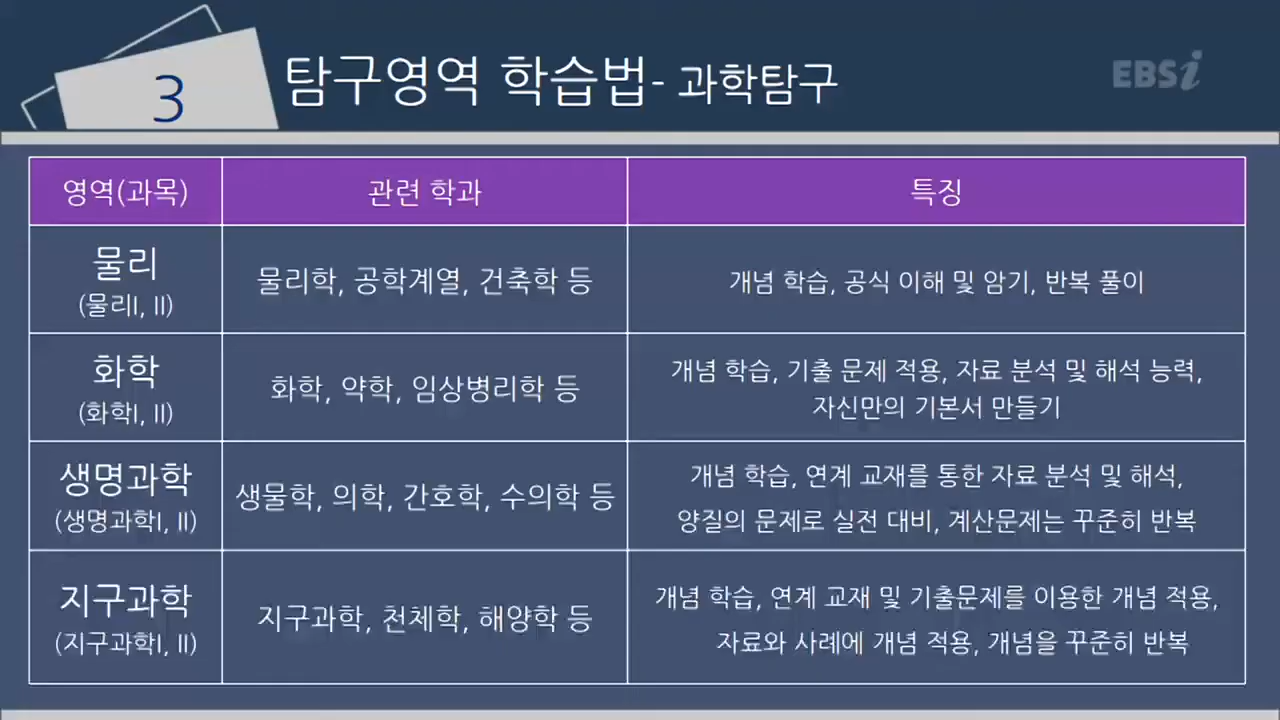 3
탐구영역 학습법- 과학탐구
EBSi
영역(과목)
관련 학과
특징
물리
(물리I, II)
물리학, 공학계열, 건축학 등
개념 학습, 공식 이해 및 암기, 반복 풀이
화학
(화학I, II)
화학, 약학, 임상병리학 등
개념 학습, 기출 문제 적용, 자료 분석 및 해석 능력,
자신만의 기본서 만들기
생명과학
(생명과학I, II)
생물학, 의학, 간호학, 수의학 등
개념 학습, 연계 교재를 통한 자료 분석 및 해석,
양질의 문제로 실전 대비, 계산문제는 꾸준히 반복
지구과학
(지구과학I, II)
지구과학, 천체학, 해양학 등
개념 학습, 연계 교재 및 기출문제를 이용한 개념 적용,
자료와 사례에 개념 적용, 개념을 꾸준히 반복